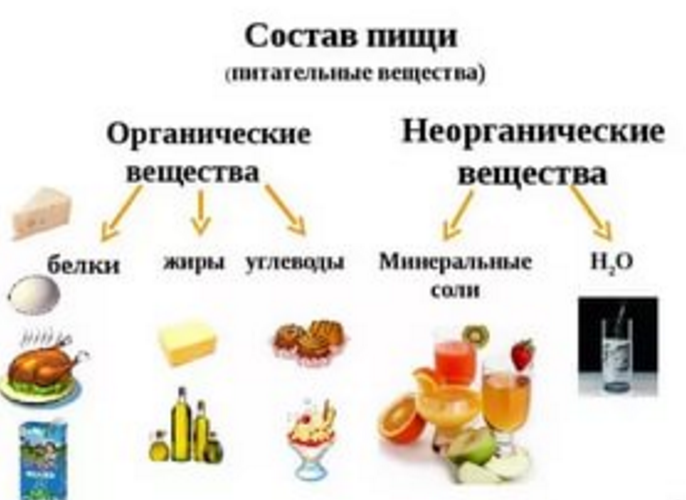 Состав пищи
(питательные вещества)
Органические
вещества
Неорганические
вещества
белки
жиры
углеводы
Минеральные
соли
H₂O